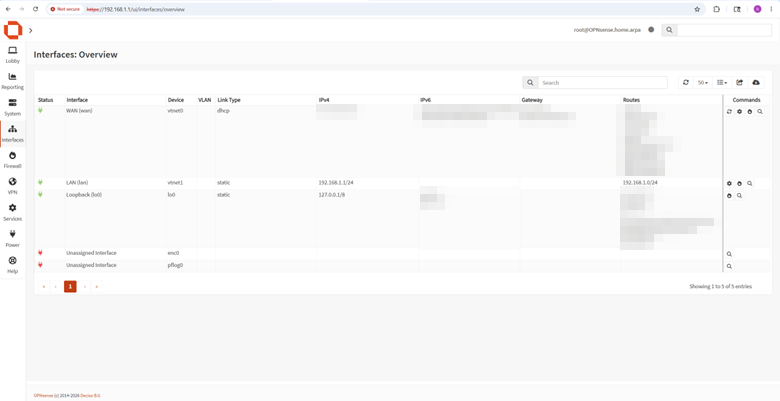 Not secure https://192.168.1.1/ui/interfaces/overview
root@OPNsense.home.arpa
Lobby
Reporting
System
Interfaces
Firewall
VPN
Services
Power
Help
Interfaces: Overview
Search
50
Status Interface Device VLAN Link Type IPv4 IPv6 Gateway Routes Commands
WAN (wan) vtnet0 dhcp
LAN (lan) vtnet1 static 192.168.1.1/24 192.168.1.0/24
Loopback (lo0) lo0 static 127.0.0.1/8
Unassigned Interface enc0
Unassigned Interface pflog0
« ‹ 1 › »
Showing 1 to 5 of 5 entries
OPNsense (c) 2014-2026 Deciso B.V.